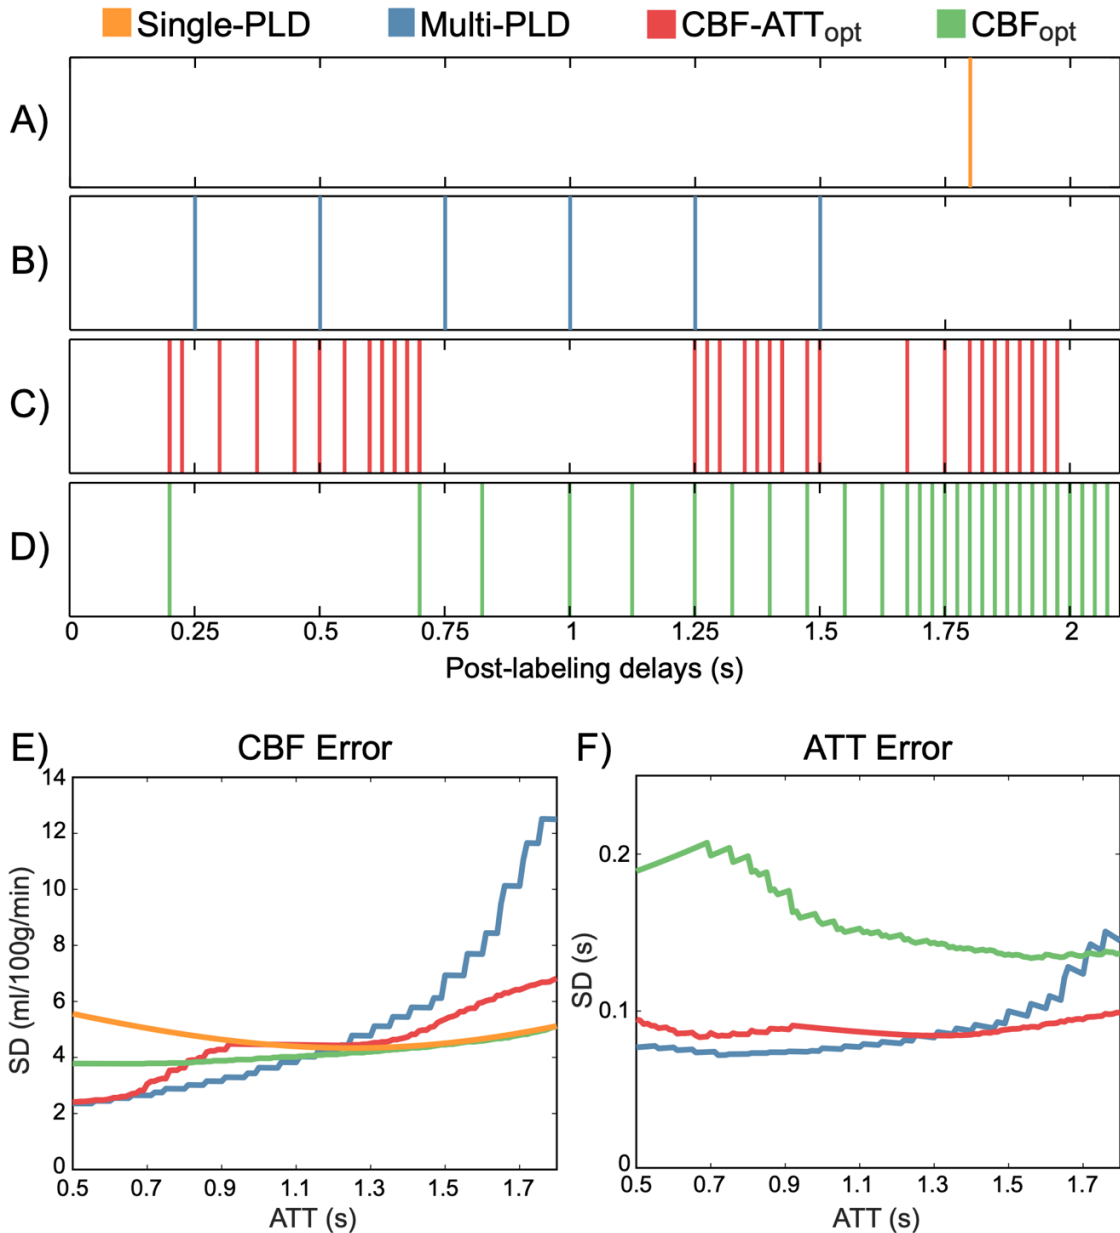 Single-PLD Multi-PLD CBF-ATTopt CBFopt
A)
B)
C)
D)
0 0.25 0.5 0.75 1 1.25 1.5 1.75 2
Post-labeling delays (s)
E) CBF Error
14
12
10
8
6
4
2
0
SD (ml/100g/min)
0.5 0.7 0.9 1.1 1.3 1.5 1.7
ATT (s)
F) ATT Error
0.2
0.1
0
SD (s)
0.5 0.7 0.9 1.1 1.3 1.5 1.7
ATT (s)